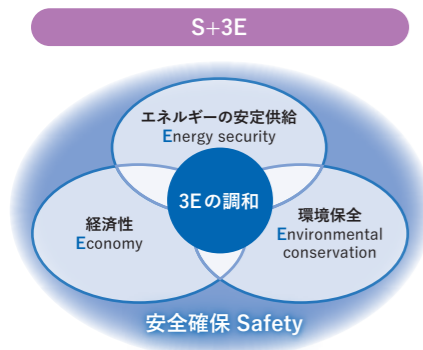 S+3E
エネルギーの安定供給
Energy security
3Eの調和
経済性
Economy
環境保全
Environmental
conservation
安全確保 Safety